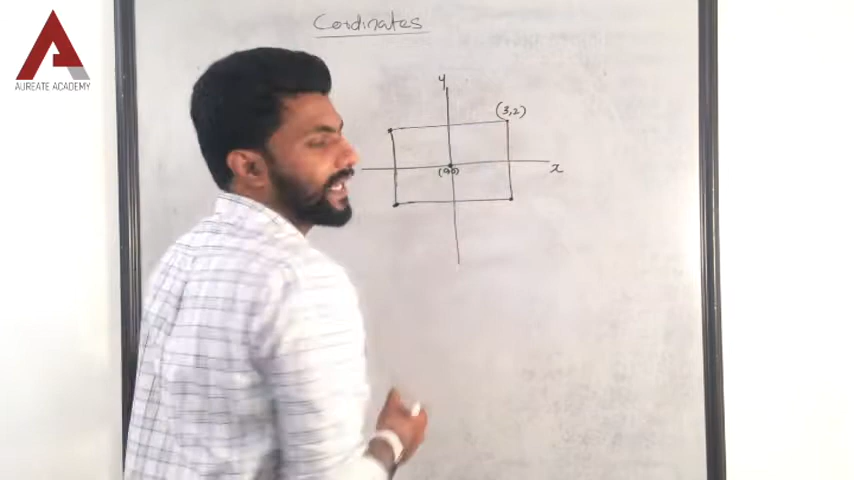 Cordinates
AUREATE ACADEMY
y
(3,2)
x
(0,0)